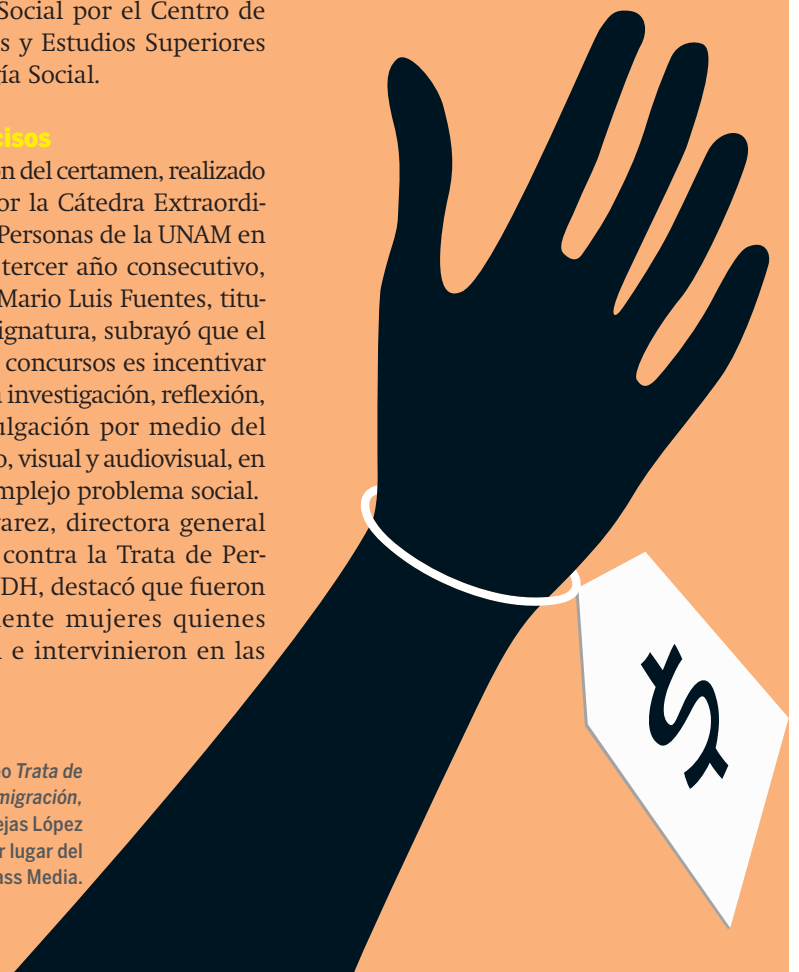 Social por el Centro de
s y Estudios Superiores
ía Social.
cisos
n del certamen, realizado
or la Cátedra Extraordi-
Personas de la UNAM en
tercer año consecutivo,
Mario Luis Fuentes, titu-
signatura, subrayó que el
concursos es incentivar
investigación, reflexión,
ulgación por medio del
o, visual y audiovisual, en
mplejo problema social.
varez, directora general
contra la Trata de Per-
DH, destacó que fueron
ente mujeres quienes
e intervinieron en las
eo Trata de
migración,
ejas López
r lugar del
ass Media.
$